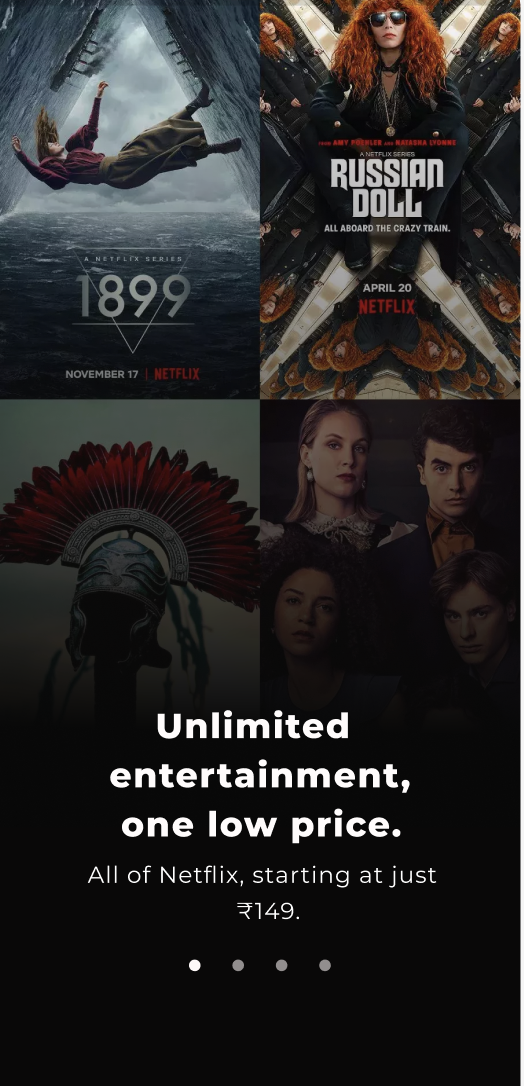 A NETFLIX SERIES
1899
NOVEMBER 17 | NETFLIX
FROM AMY POEHLER AND NATASHA LYONNE
A NETFLIX SERIES
RUSSIAN
DOLL
ALL ABOARD THE CRAZY TRAIN.
APRIL 20
NETFLIX
Unlimited
entertainment,
one low price.
All of Netflix, starting at just
₹149.